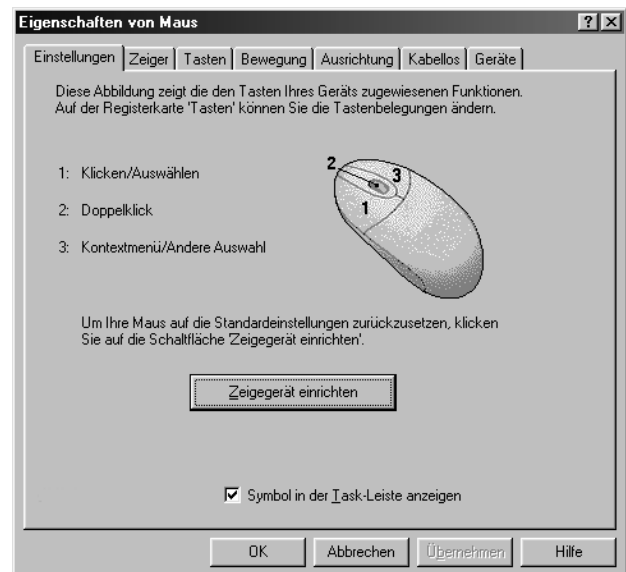 Eigenschaften von Maus
Einstellungen Zeiger Tasten Bewegung Ausrichtung Kabellos Geräte
Diese Abbildung zeigt die den Tasten Ihres Geräts zugewiesenen Funktionen.
Auf der Registerkarte 'Tasten' können Sie die Tastenbelegungen ändern.
1: Klicken/Auswählen
2: Doppelklick
3: Kontextmenü/Andere Auswahl
2
3
1
Um Ihre Maus auf die Standardeinstellungen zurückzusetzen, klicken
Sie auf die Schaltfläche 'Zeigegerät einrichten'.
Zeigegerät einrichten
Symbol in der Task-Leiste anzeigen
OK Abbrechen Übernehmen Hilfe